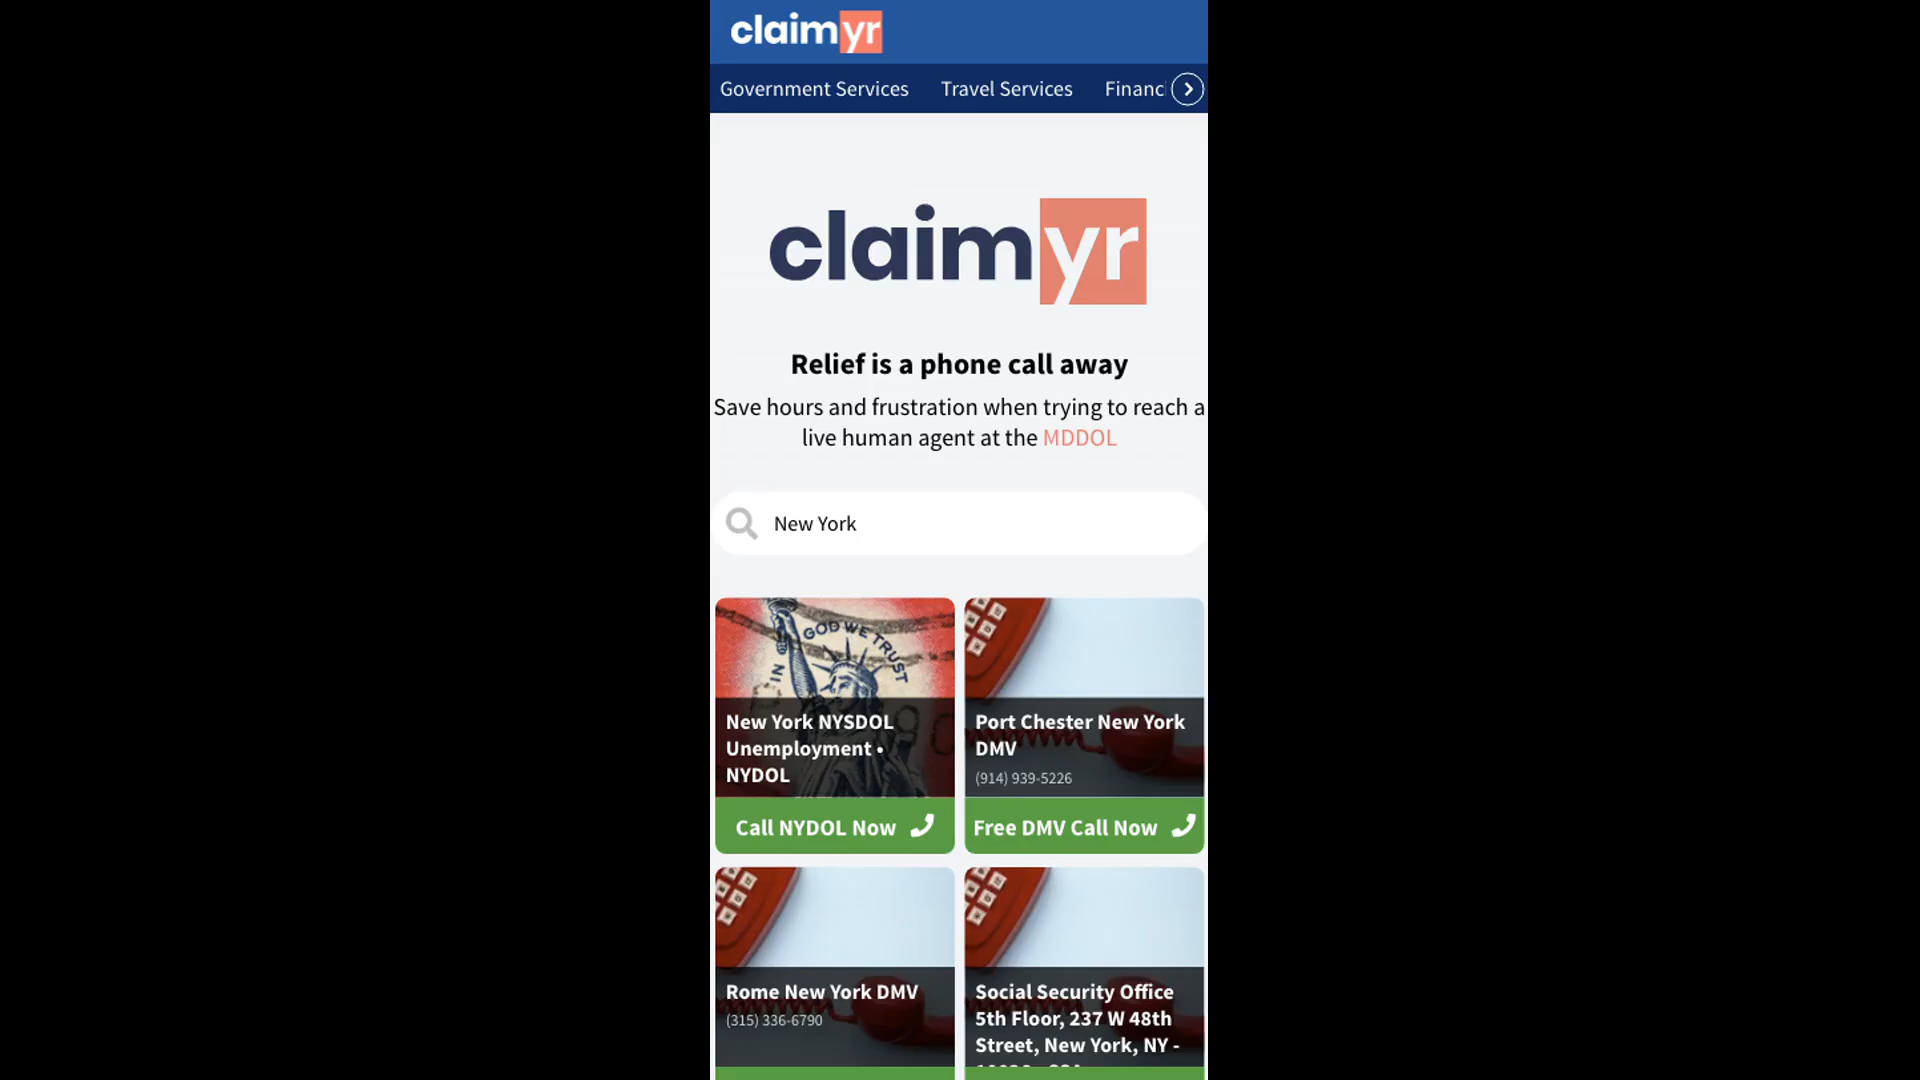 claimyr
Government Services Travel Services Financ
claimyr
Relief is a phone call away
Save hours and frustration when trying to reach a
live human agent at the MDDOL
New York
IN GOD WE TRUST
New York NYSDOL
Unemployment •
NYDOL
Call NYDOL Now
Port Chester New York
DMV
(914) 939-5226
Free DMV Call Now
Rome New York DMV
(315) 336-6790
Social Security Office
5th Floor, 237 W 48th
Street, New York, NY -